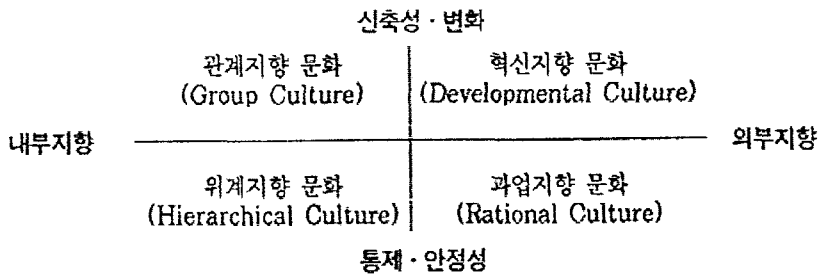 신축성 · 변화
관계지향 문화
(Group Culture)
혁신지향 문화
(Developmental Culture)
내부지향
외부지향
위계지향 문화
(Hierarchical Culture)
과업지향 문화
(Rational Culture)
통제 · 안정성